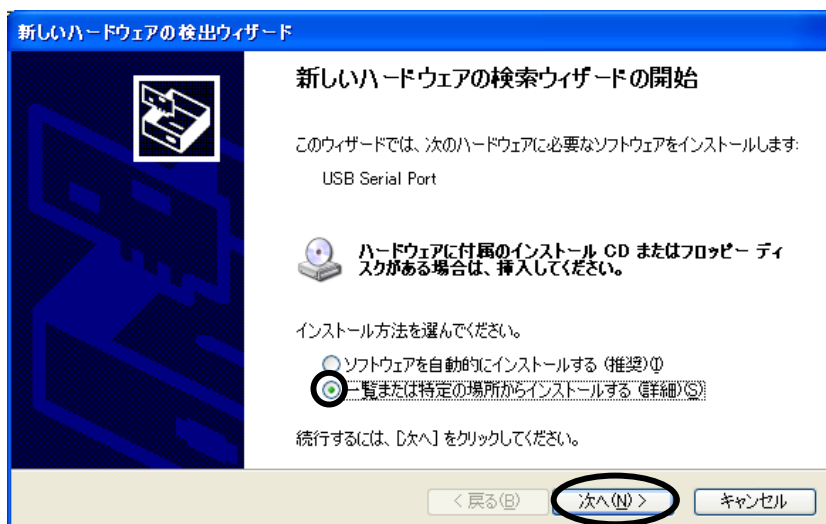 新しいハードウェアの検出ウィザード
新しいハードウェアの検索ウィザードの開始
このウィザードでは、次のハードウェアに必要なソフトウェアをインストールします:
USB Serial Port
ハードウェアに付属のインストール CD またはフロッピー ディ
スクがある場合は、挿入してください。
インストール方法を選んでください。
ソフトウェアを自動的にインストールする (推奨)(I)
一覧または特定の場所からインストールする (詳細)(S)
続行するには、[次へ] をクリックしてください。
< 戻る(B) 次へ(N) > キャンセル